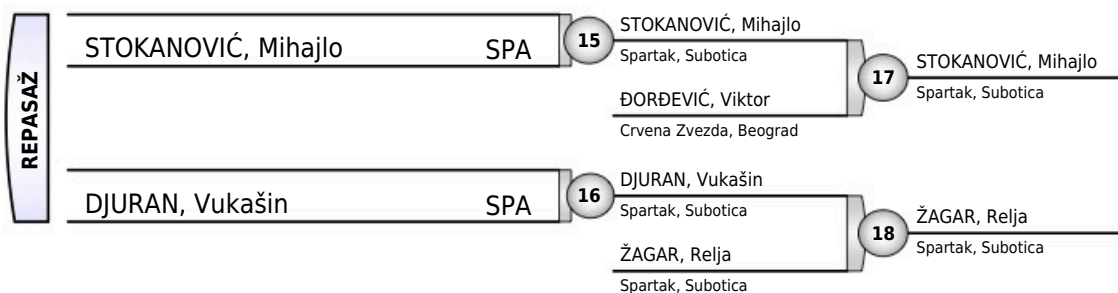 REPASAŽ
STOKANOVIĆ, Mihajlo SPA
15
STOKANOVIĆ, Mihajlo
Spartak, Subotica
ĐORĐEVIĆ, Viktor
Crvena Zvezda, Beograd
17
STOKANOVIĆ, Mihajlo
Spartak, Subotica
DJURAN, Vukašin SPA
16
DJURAN, Vukašin
Spartak, Subotica
ŽAGAR, Relja
Spartak, Subotica
18
ŽAGAR, Relja
Spartak, Subotica